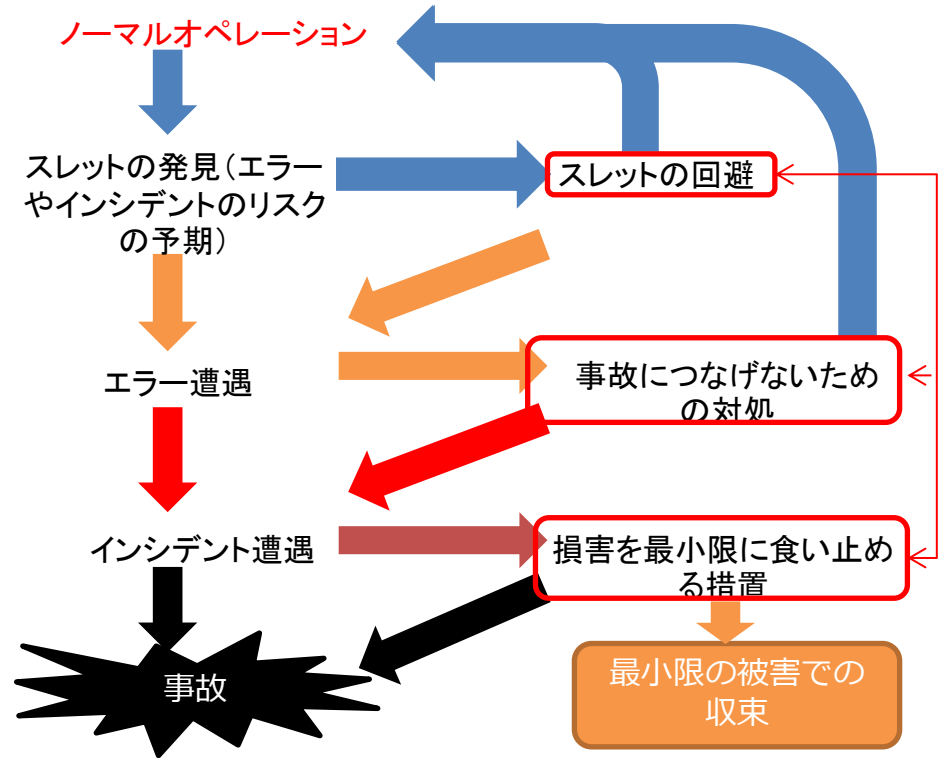 ノーマルオペレーション
スレットの発見(エラー
やインシデントのリスク
の予期)
スレットの回避
エラー遭遇
事故につなげないため
の対処
インシデント遭遇
損害を最小限に食い止め
る措置
事故
最小限の被害での
収束